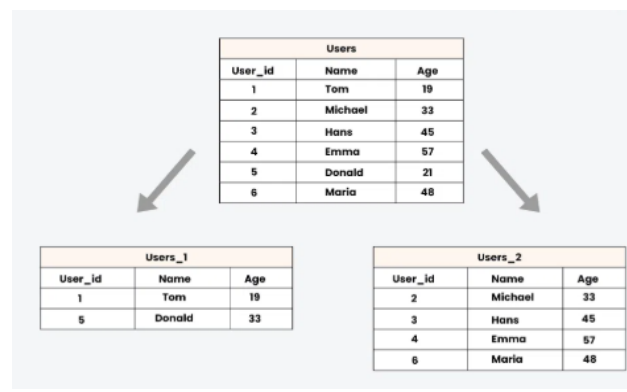 Users
User_id Name Age
1 Tom 19
2 Michael 33
3 Hans 45
4 Emma 57
5 Donald 21
6 Maria 48
Users_1
User_id Name Age
1 Tom 19
5 Donald 33
Users_2
User_id Name Age
2 Michael 33
3 Hans 45
4 Emma 57
6 Maria 48